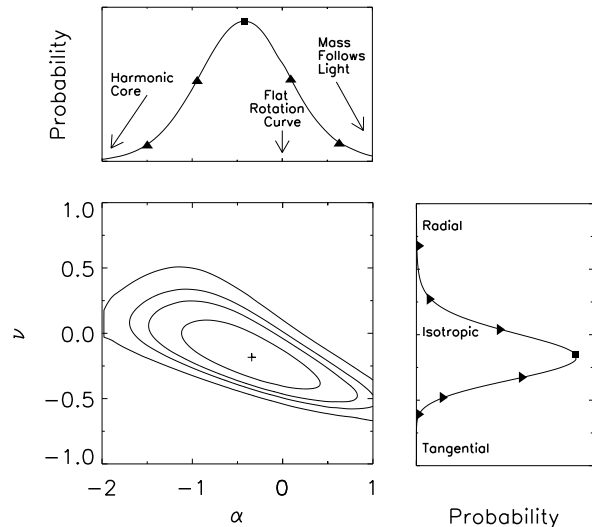 Probability
Harmonic
Core
Flat
Rotation
Curve
Mass
Follows
Light
1.0
0.5
0.0
−0.5
−1.0
ν
−2
−1
0
1
α
Radial
Isotropic
Tangential
Probability